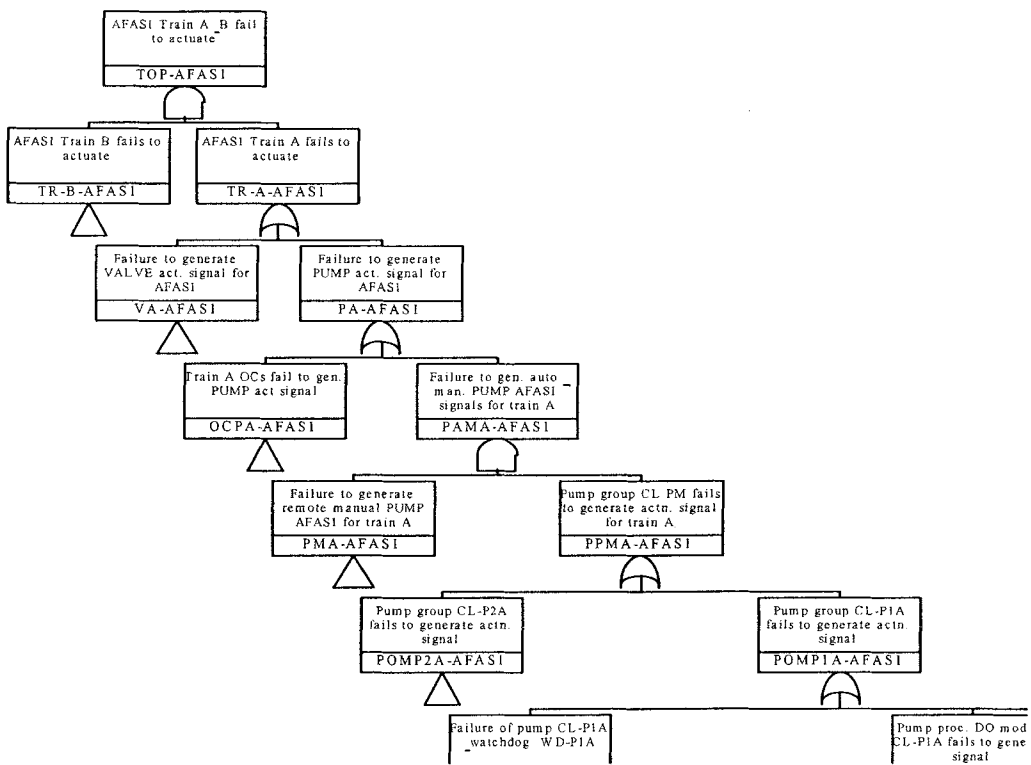 AFAS1 Train A _B fail
to actuate
TOP-AFAS1
AFAS1 Train B fails to
actuate
TR-B-AFAS1
AFAS1 Train A fails to
actuate
TR-A-AFAS1
Failure to generate
VALVE act. signal for
AFAS1
VA-AFAS1
Failure to generate
PUMP act. signal for
AFAS1
PA-AFAS1
Train A OCs fail to gen.
PUMP act signal
OCPA-AFAS1
Failure to gen. auto _
man. PUMP AFAS1
signals for train A
PAMA-AFAS1
Failure to generate
remote manual PUMP
AFAS1 for train A
PMA-AFAS1
Pump group CL PM fails
to generate actn. signal
for train A
PPMA-AFAS1
Pump group CL-P2A
fails to generate actn.
signal
POMP2A-AFAS1
Pump group CL-P1A
fails to generate actn.
signal
POMP1A-AFAS1
Failure of pump CL-P1A
_watchdog WD-P1A
Pump proc. DO mod
CL-P1A fails to gene
signal